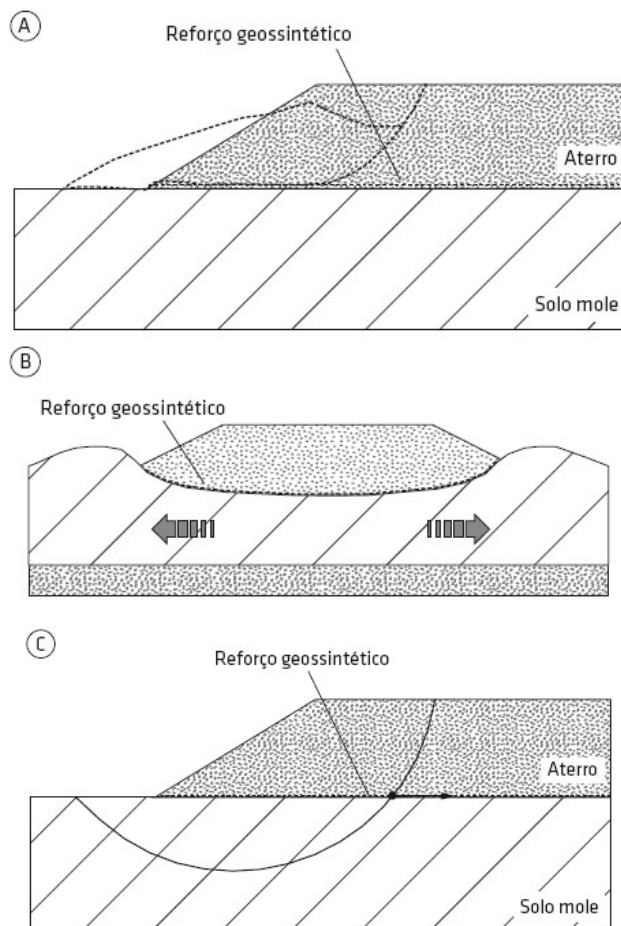 A
Reforço geossintético
Aterro
Solo mole
B
Reforço geossintético
C
Reforço geossintético
Aterro
Solo mole